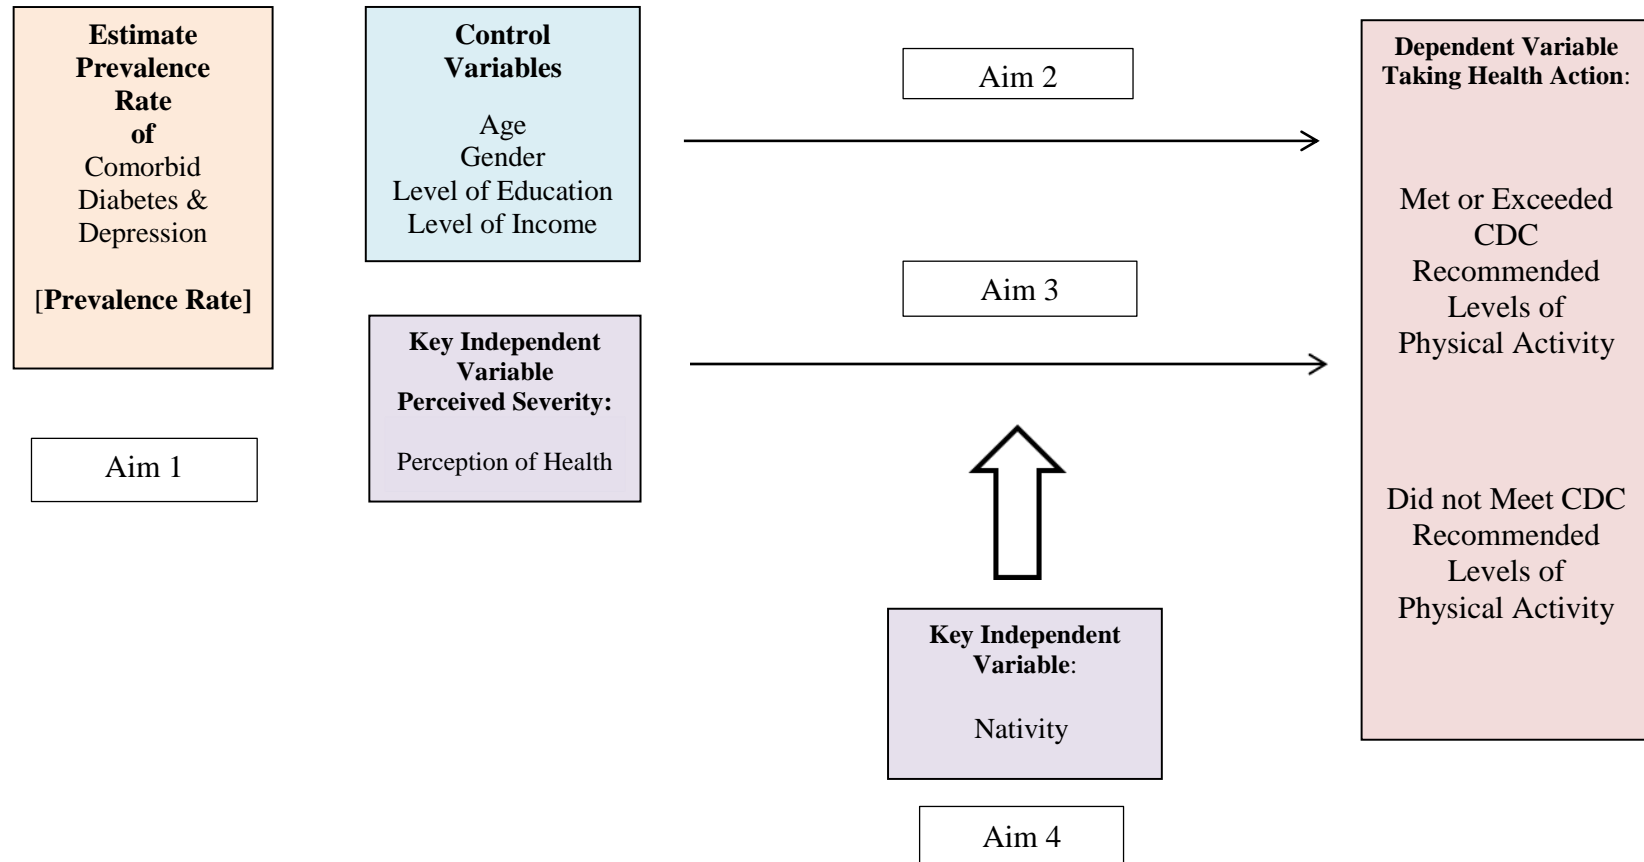 Estimate
Prevalence
Rate
of
Comorbid
Diabetes &
Depression
[Prevalence Rate]
Aim 1
Control
Variables
Age
Gender
Level of Education
Level of Income
Key Independent
Variable
Perceived Severity:
Perception of Health
Aim 2
Aim 3
Key Independent
Variable:
Nativity
Aim 4
Dependent Variable
Taking Health Action:
Met or Exceeded
CDC
Recommended
Levels of
Physical Activity
Did not Meet CDC
Recommended
Levels of
Physical Activity